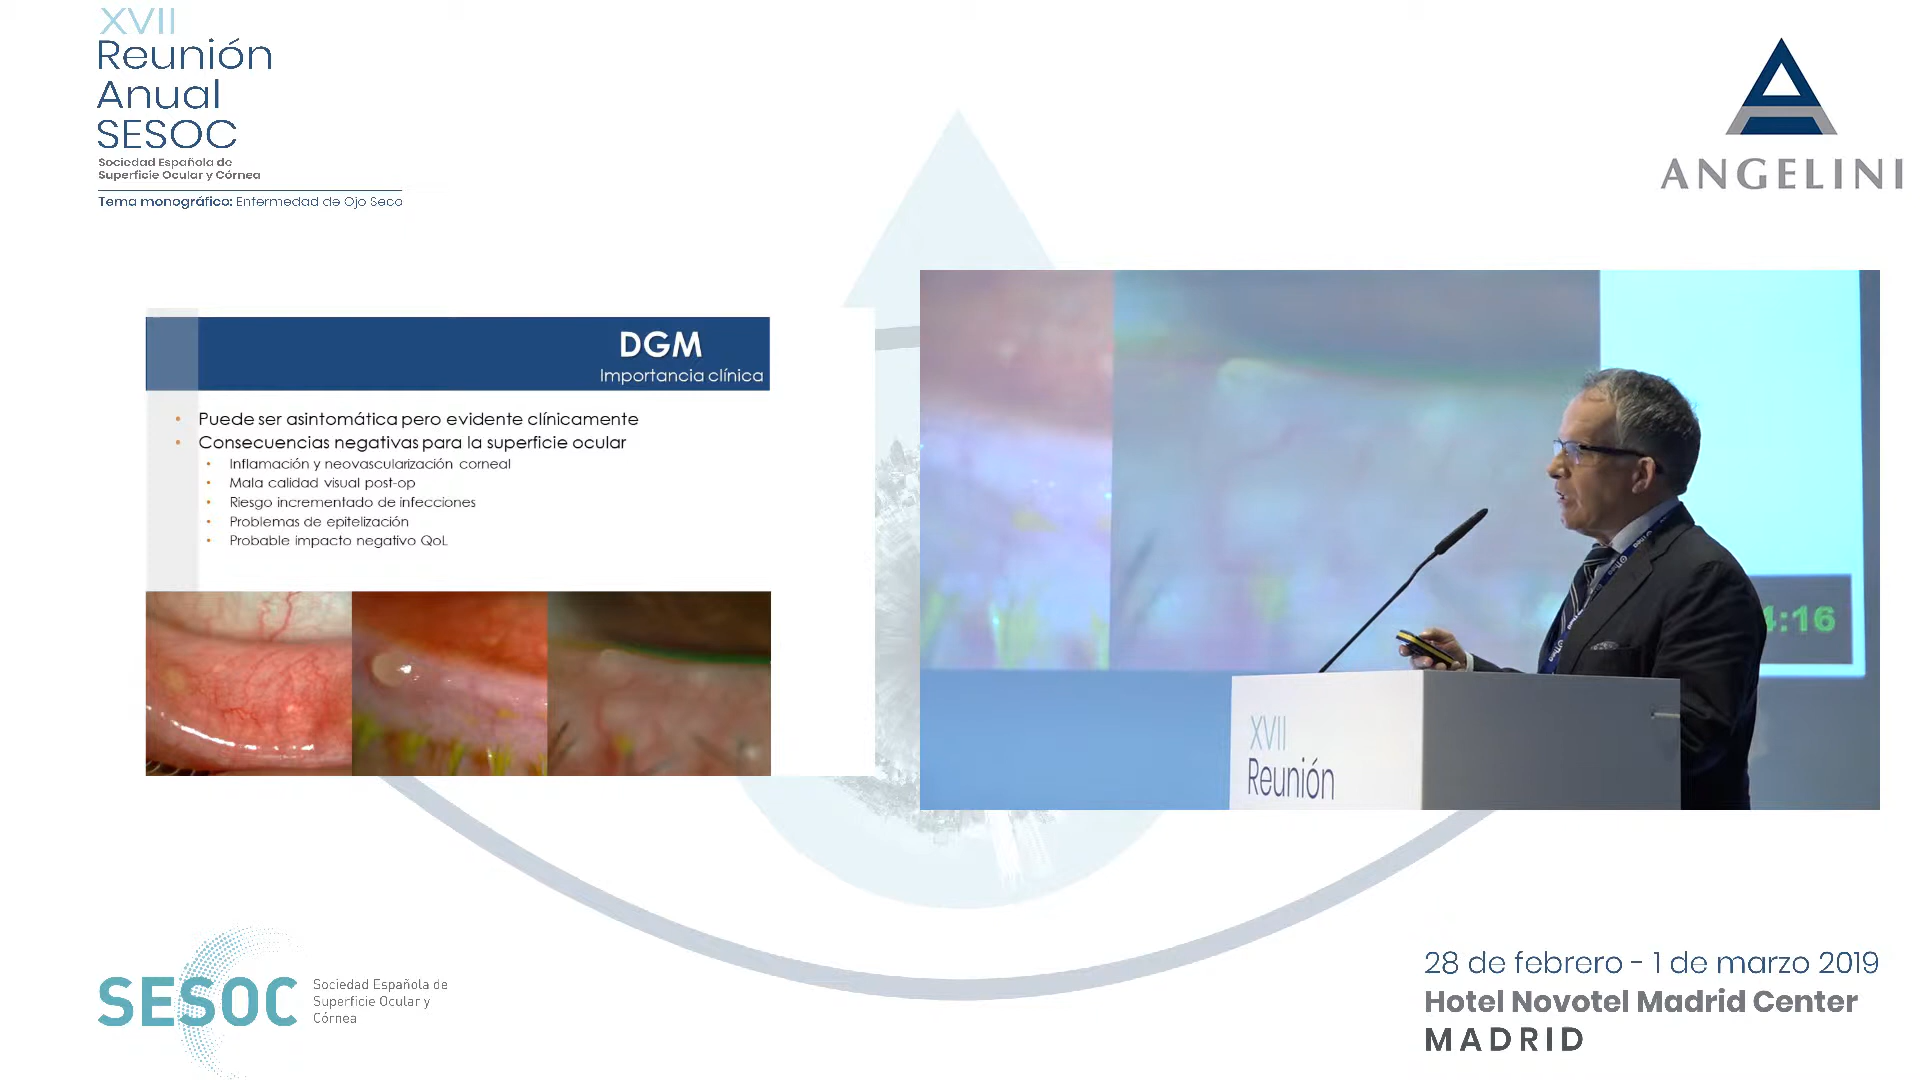 XVII
Reunión
Anual
SESOC
Sociedad Española de
Superficie Ocular y Córnea
Tema monográfico: Enfermedad de Ojo Seco
ANGELINI
DGM
Importancia clínica
• Puede ser asintomática pero evidente clínicamente
• Consecuencias negativas para la superficie ocular
• Inflamación y neovascularización corneal
• Mala calidad visual post-op
• Riesgo incrementado de infecciones
• Problemas de epitelización
• Probable impacto negativo QoL
4:16
XVII
Reunión
SESOC
Sociedad Española de
Superficie Ocular y
Córnea
28 de febrero - 1 de marzo 2019
Hotel Novotel Madrid Center
MADRID